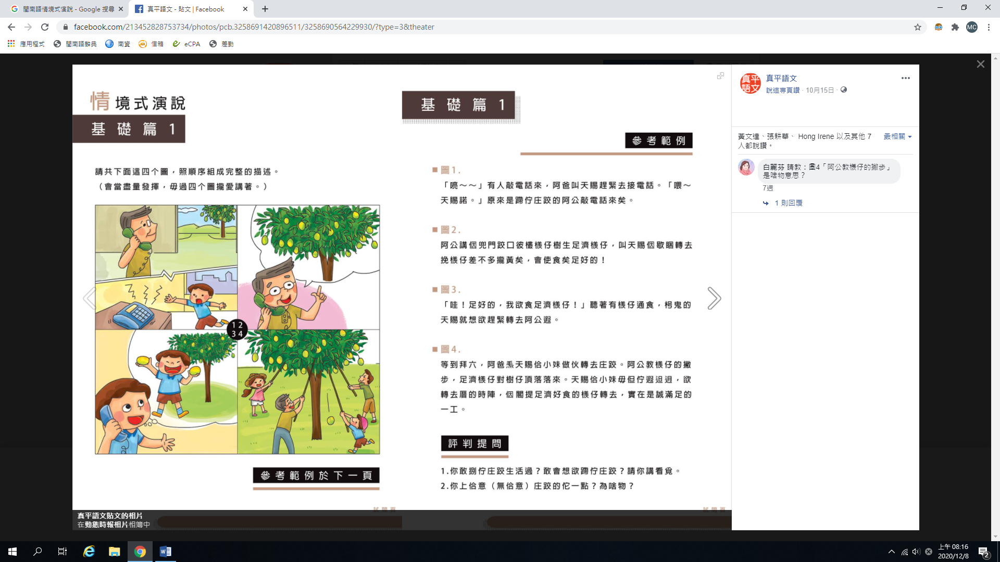 閩南語情境式演說 - Google 搜尋
真平語文 - 貼文 | Facebook
facebook.com/213452828753734/photos/pcb.3258691420896511/3258690564229930/?type=3&theater
MC
應用程式
閩南語辭典
南資
信箱
eCPA
差勤
情境式演說
基礎篇1
請共下面這四个圖，照順序組成完整的描述。
（會當盡量發揮，毋過四个圖攏愛講著。）
1 2
3 4
參考範例於下一頁
試閱頁
基礎篇1
參考範例
圖1.
「喨～～」有人敲電話來，阿爸叫天賜趕緊去接電話。「喂～
天賜諾。」原來是蹛佇庄跤的阿公敲電話來矣。
圖2.
阿公講𪜶兜門跤口彼欉檨仔樹生足濟檨仔，叫天賜𪜶歇睏轉去
挽檨仔差不多攏黃矣，會使食矣足好的！
圖3.
「哇！足好的，我欲食足濟檨仔！」聽著有檨仔通食，枵鬼的
天賜就想欲趕緊轉去阿公遐。
圖4.
等到拜六，阿爸𤆬天賜佮小妹做伙轉去庄跤。阿公教檨仔的撇
步，足濟檨仔對樹仔頂落落來。天賜佮小妹毋但佇遐𨑨迌，欲
轉去厝的時陣，𪜶閣提足濟好食的檨仔轉去，實在是誠滿足的
一工。
評判提問
1.你敢捌佇庄跤生活過？敢會想欲蹛佇庄跤？請你講看覓。
2.你上佮意（無佮意）庄跤的佗一點？為啥物？
試閱頁
真平語文貼文的相片
在動態時報相片相簿中
真平
語文
真平語文
說這專頁讚 · 10月15日 ·
黃文達、張耕華、 Hong Irene 以及其他 7
人都說讚。
最相關
白麗芬 請教：圖4「阿公教檨仔的撇步」
是啥物意思？
7週
1 則回覆
上午 08:16
2020/12/8
2